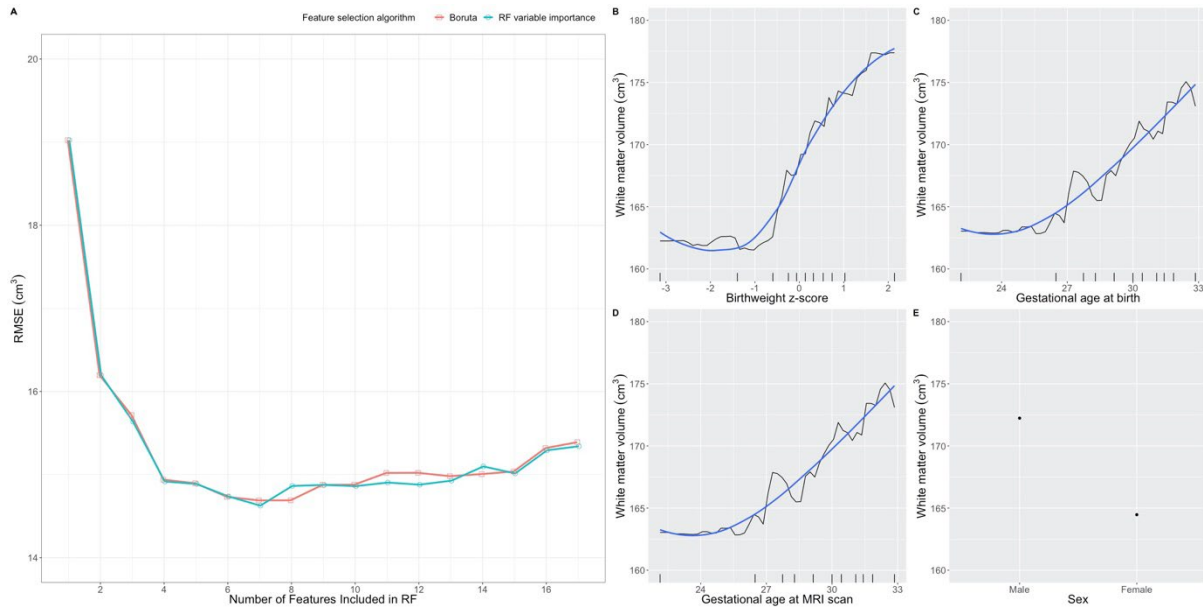 A
Feature selection algorithm Boruta RF variable importance
20
18
16
14
RMSE (cm³)
2 4 6 8 10 12 14 16
Number of Features Included in RF
B
180
175
170
165
160
White matter volume (cm³)
-3 -2 -1 0 1 2
Birthweight z-score
C
180
175
170
165
160
White matter volume (cm³)
24 27 30 33
Gestational age at birth
D
180
175
170
165
160
White matter volume (cm³)
24 27 30 33
Gestational age at MRI scan
E
180
175
170
165
160
White matter volume (cm³)
Male Female
Sex